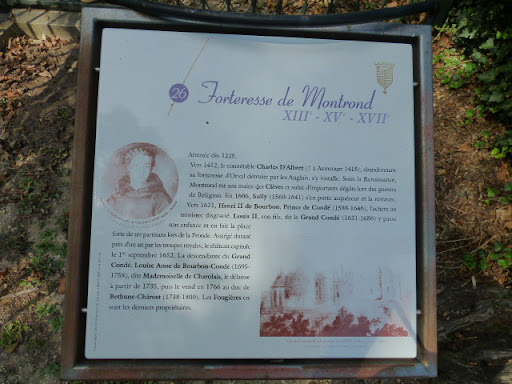 26
Forteresse de Montrond
XIIIe - XVe - XVIIe
Attestée dès 1225.
Vers 1412, le connétable Charles D'Albret († à Azincourt 1415), abandonnant
sa forteresse d'Orval détruite par les Anglais, s'y installe. Sous la Renaissance,
Montrond est aux mains des Clèves et subit d'importants dégâts lors des guerres
de Religion. En 1606, Sully (1560-1641) s'en porte acquéreur et la restaure.
Vers 1621, Henri II de Bourbon, Prince de Condé (1588-1646), l'achète au
ministre disgracié. Louis II, son fils, dit le Grand Condé (1621-1686) y passe
son enfance et en fait la place
forte de ses partisans lors de la Fronde. Assiégé durant
près d'un an par les troupes royales, le château capitule
le 1er septembre 1652. La descendante du Grand
Condé, Louise Anne de Bourbon-Condé (1695-
1758), dite Mademoiselle de Charolais, le délaisse
à partir de 1735, puis le vend en 1766 au duc de
Béthune-Charost (1738-1800). Les Fougières en
sont les derniers propriétaires.